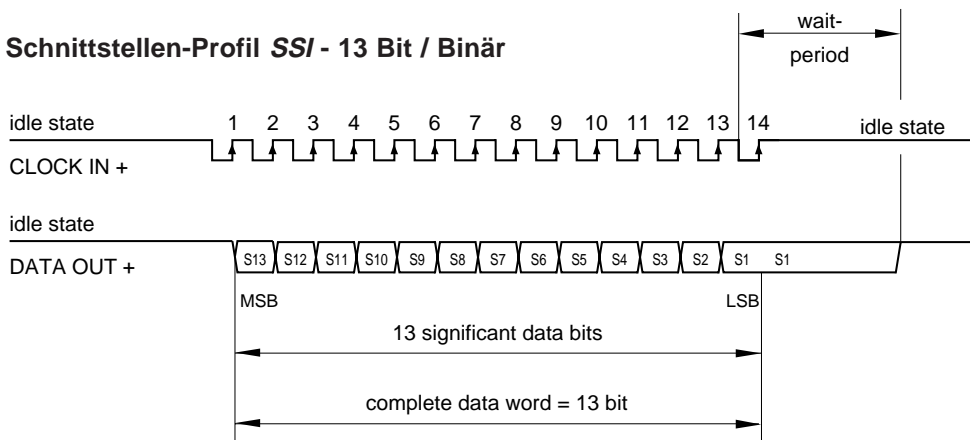 wait-
period
Schnittstellen-Profil SSI - 13 Bit / Binär
idle state 1 2 3 4 5 6 7 8 9 10 11 12 13 14 idle state
CLOCK IN +
idle state
DATA OUT + S13 S12 S11 S10 S9 S8 S7 S6 S5 S4 S3 S2 S1 S1
MSB LSB
13 significant data bits
complete data word = 13 bit